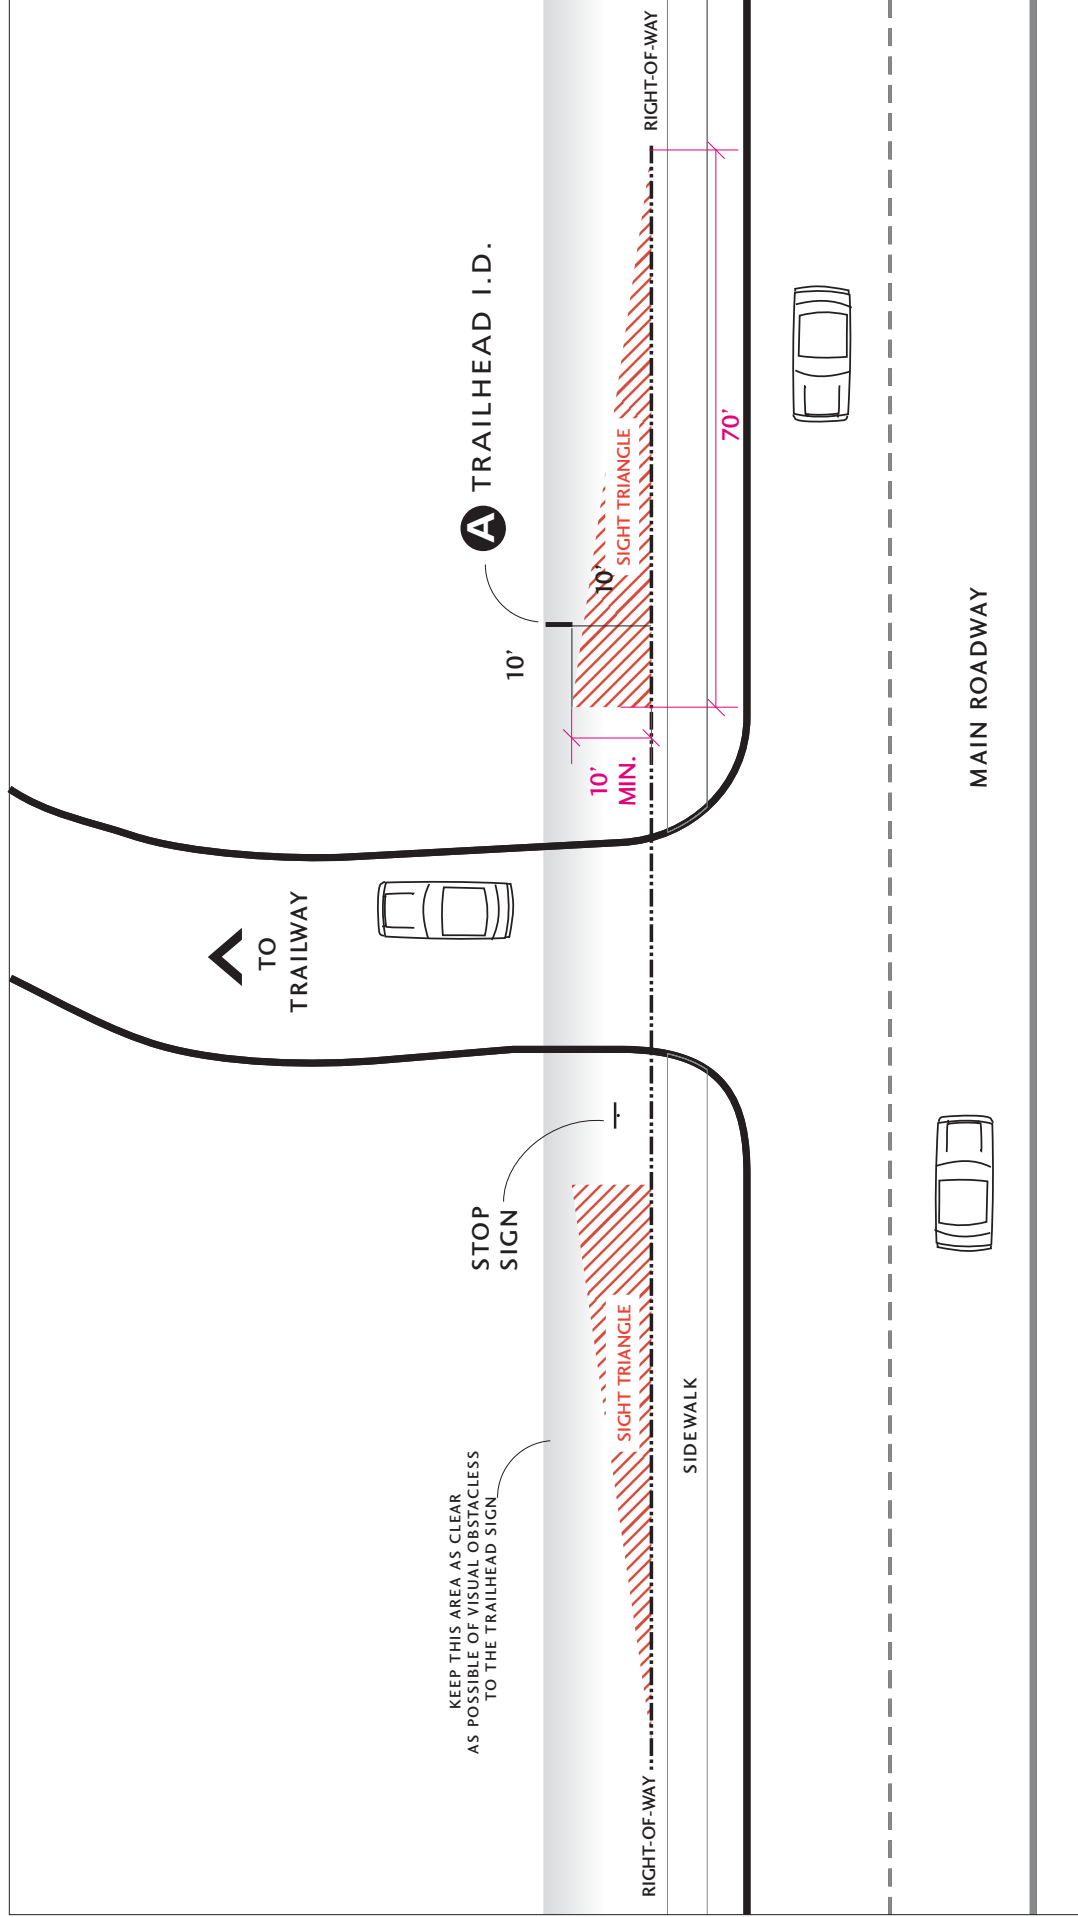 RIGHT-OF-WAY
A TRAILHEAD I.D.
SIGHT TRIANGLE
10'
10'
70'
10'
MIN.
MAIN ROADWAY
TO
TRAILWAY
STOP
SIGN
SIGHT TRIANGLE
SIDEWALK
KEEP THIS AREA AS CLEAR
AS POSSIBLE OF VISUAL OBSTACLESS
TO THE TRAILHEAD SIGN
RIGHT-OF-WAY